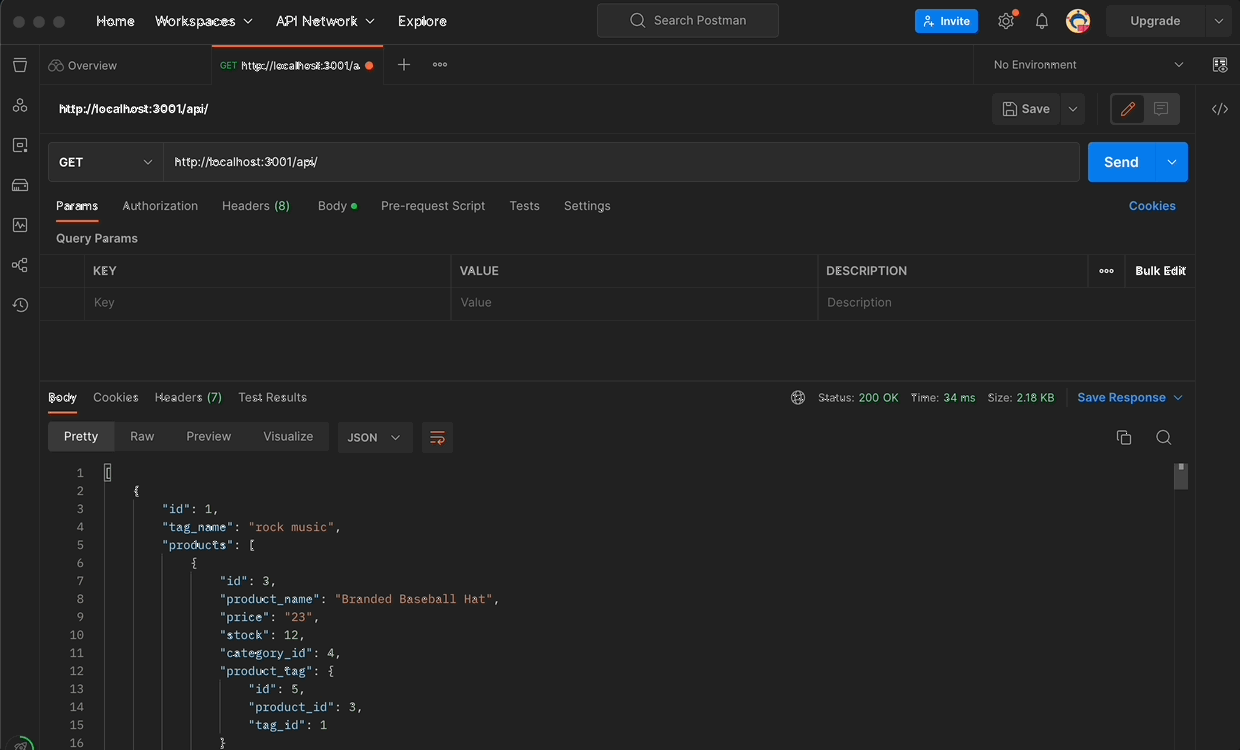 Home Workspaces API Network Explore Search Postman Invite Upgrade
Overview GET http://localhost:3001/a No Environment
http://localhost:3001/api/ Save
GET http://localhost:3001/api/ Send
Params Authorization Headers (8) Body Pre-request Script Tests Settings Cookies
Query Params
KEY VALUE DESCRIPTION Bulk Edit
Key Value Description
Body Cookies Headers (7) Test Results Status: 200 OK Time: 34 ms Size: 2.18 KB Save Response
Pretty Raw Preview Visualize JSON
1 [
2 {
3 "id": 1,
4 "tag_name": "rock music",
5 "products": [
6 {
7 "id": 3,
8 "product_name": "Branded Baseball Hat",
9 "price": "23",
10 "stock": 12,
11 "category_id": 4,
12 "product_tag": {
13 "id": 5,
14 "product_id": 3,
15 "tag_id": 1
16 }